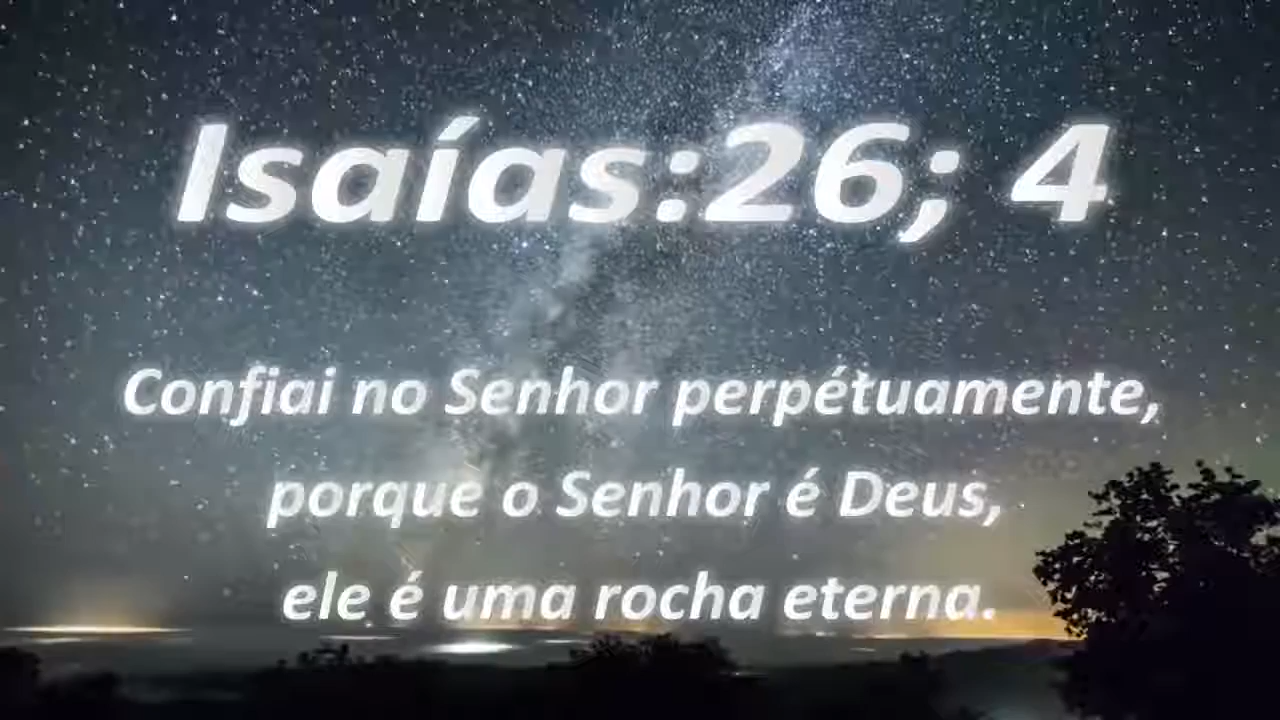 Isaías:26; 4
Confiai no Senhor perpétuamente,
porque o Senhor é Deus,
ele é uma rocha eterna.